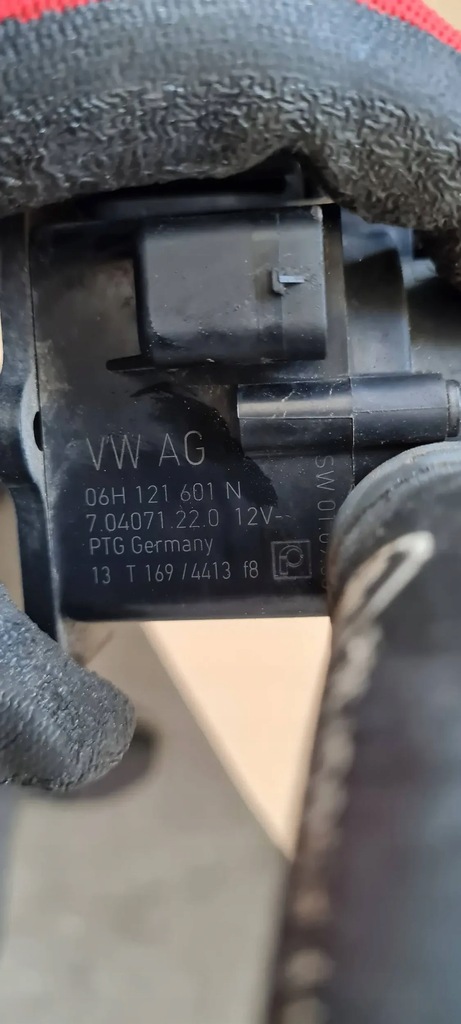 VW AG
06H 121 601 N
7.04071.22.0 12V
PTG Germany
13 T 169 / 4413 f8